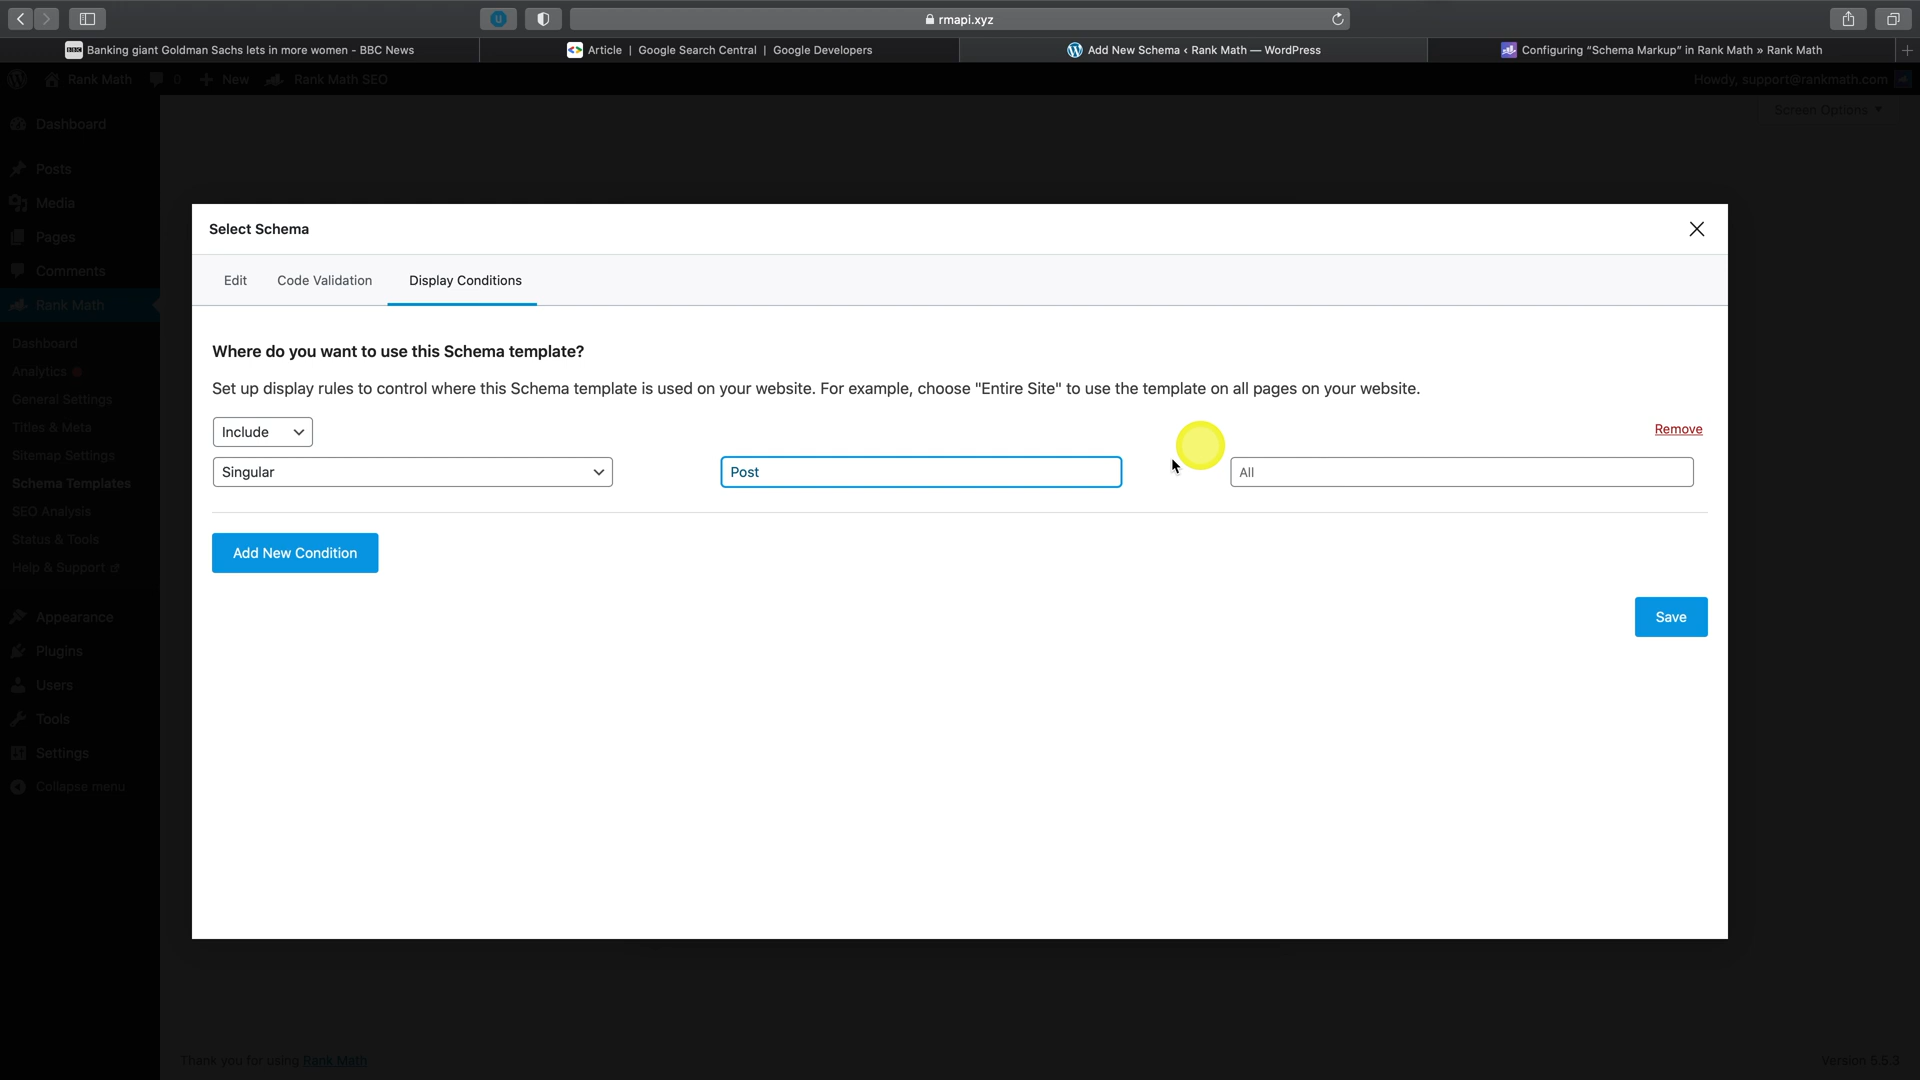 rmapi.xyz
BBC Banking giant Goldman Sachs lets in more women - BBC News
Article | Google Search Central | Google Developers
Add New Schema ‹ Rank Math — WordPress
Configuring “Schema Markup” in Rank Math » Rank Math
Rank Math 0 New Rank Math SEO
Howdy, support@rankmath.com
Screen Options
Dashboard
Posts
Media
Pages
Comments
Rank Math
Dashboard
Analytics
General Settings
Titles & Meta
Sitemap Settings
Schema Templates
SEO Analysis
Status & Tools
Help & Support
Appearance
Plugins
Users
Tools
Settings
Collapse menu
Select Schema
Edit Code Validation Display Conditions
Where do you want to use this Schema template?
Set up display rules to control where this Schema template is used on your website. For example, choose "Entire Site" to use the template on all pages on your website.
Include
Remove
Singular Post All
Add New Condition
Save
Thank you for using Rank Math
Version 5.5.3